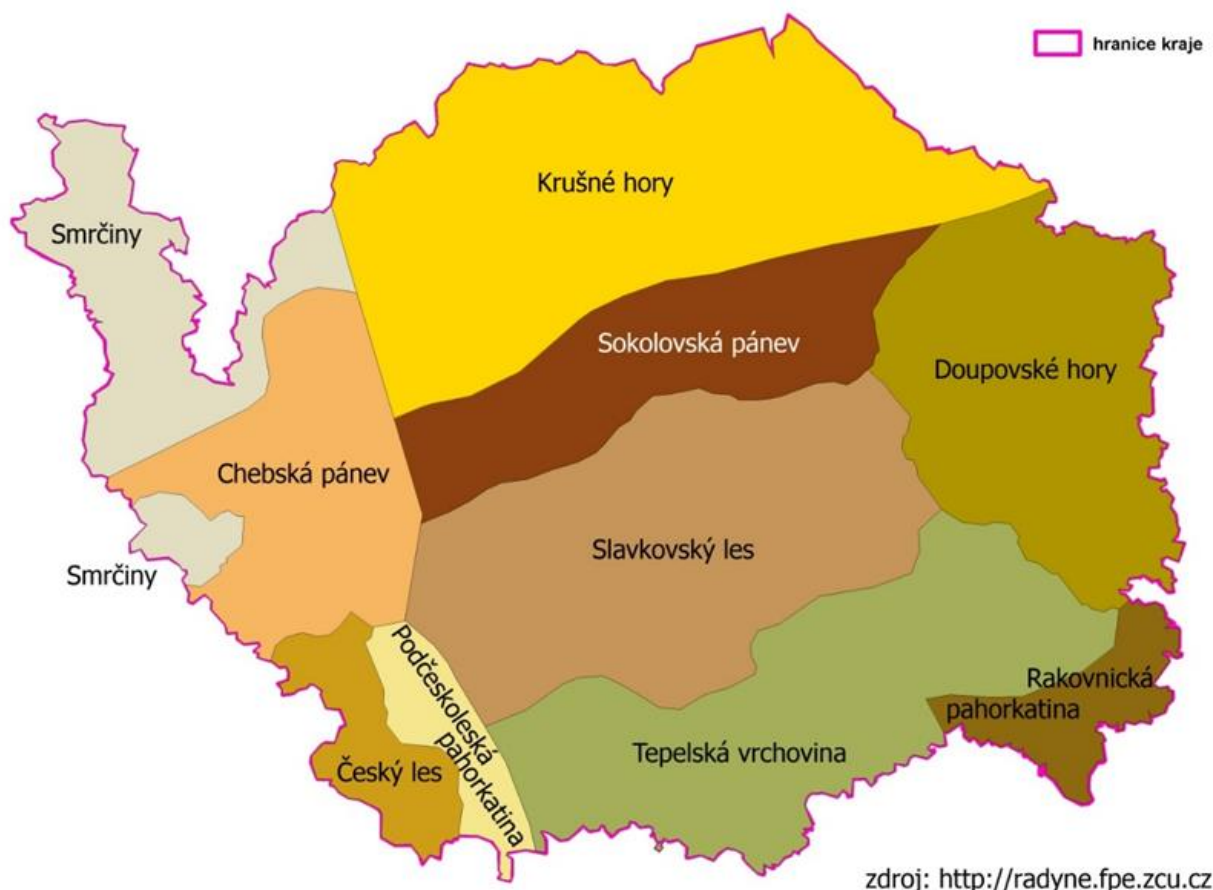 hranice kraje
Krušné hory
Smrčiny
Sokolovská pánev
Doupovské hory
Chebská pánev
Slavkovský les
Smrčiny
Podčeskoleská
pahorkatina
Rakovnická
pahorkatina
Tepelská vrchovina
Český les
zdroj: http://radyne.fpe.zcu.cz